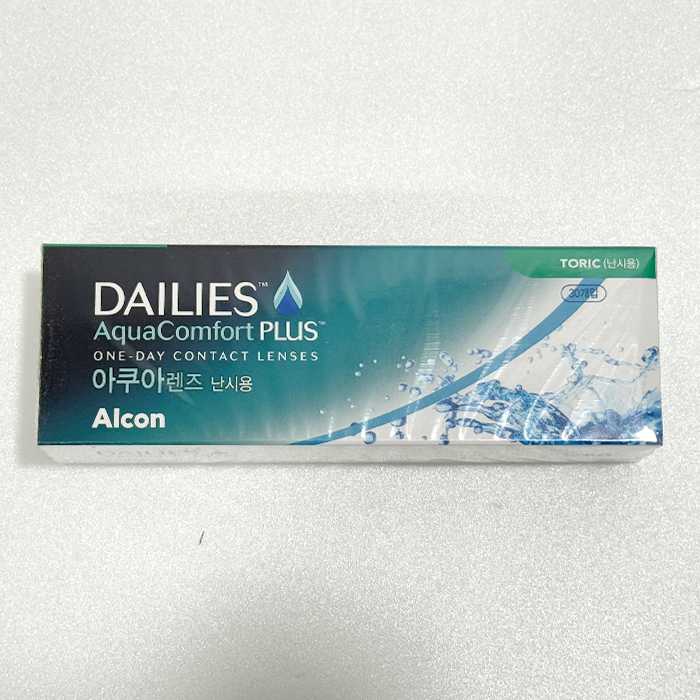 TORIC (난시용)
30개입
DAILIES™
AquaComfort PLUS™
ONE-DAY CONTACT LENSES
아쿠아렌즈 난시용
Alcon